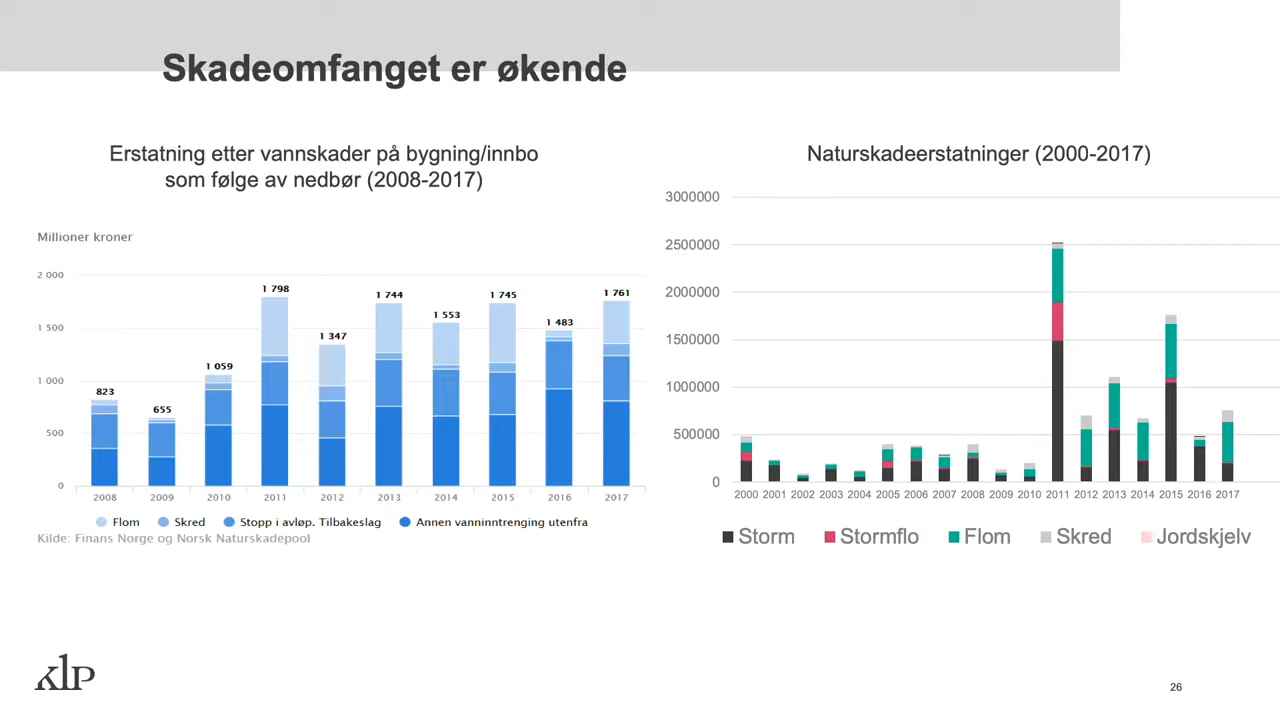 Skadeomfanget er økende
Erstatning etter vannskader på bygning/innbo
som følge av nedbør (2008-2017)
Millioner kroner
2 000
1 500
1 000
500
0
823
655
1 059
1 798
1 347
1 744
1 553
1 745
1 483
1 761
2008 2009 2010 2011 2012 2013 2014 2015 2016 2017
Flom Skred Stopp i avløp. Tilbakeslag Annen vanninntrenging utenfra
Kilde: Finans Norge og Norsk Naturskadepool
Naturskadeerstatninger (2000-2017)
3000000
2500000
2000000
1500000
1000000
500000
0
2000 2001 2002 2003 2004 2005 2006 2007 2008 2009 2010 2011 2012 2013 2014 2015 2016 2017
Storm Stormflo Flom Skred Jordskjelv
KLP
26